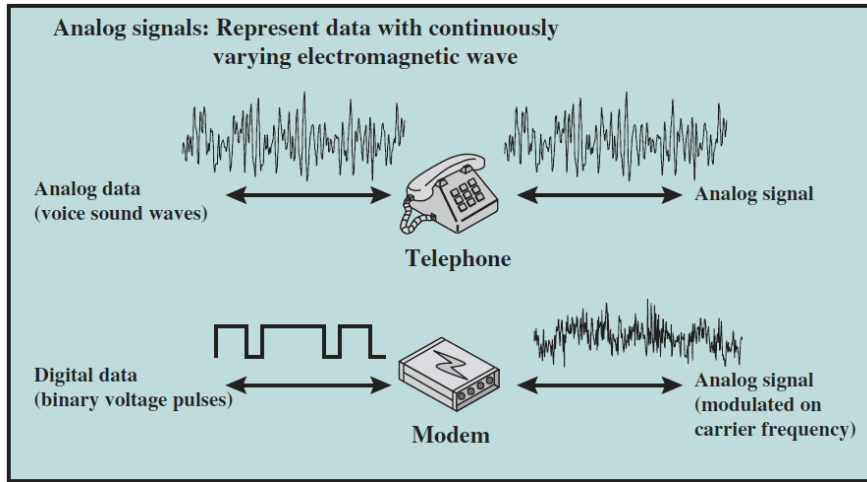 Analog signals: Represent data with continuously
varying electromagnetic wave
Analog data
(voice sound waves)
Telephone
Analog signal
Digital data
(binary voltage pulses)
Modem
Analog signal
(modulated on
carrier frequency)